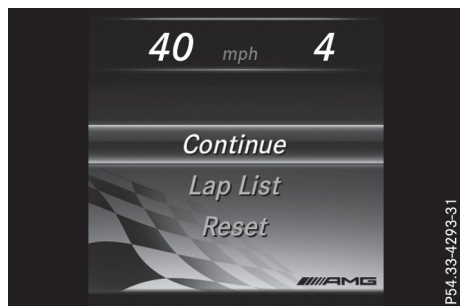 40 mph 4
Continue
Lap List
Reset
AMG
P54.33-4293-31